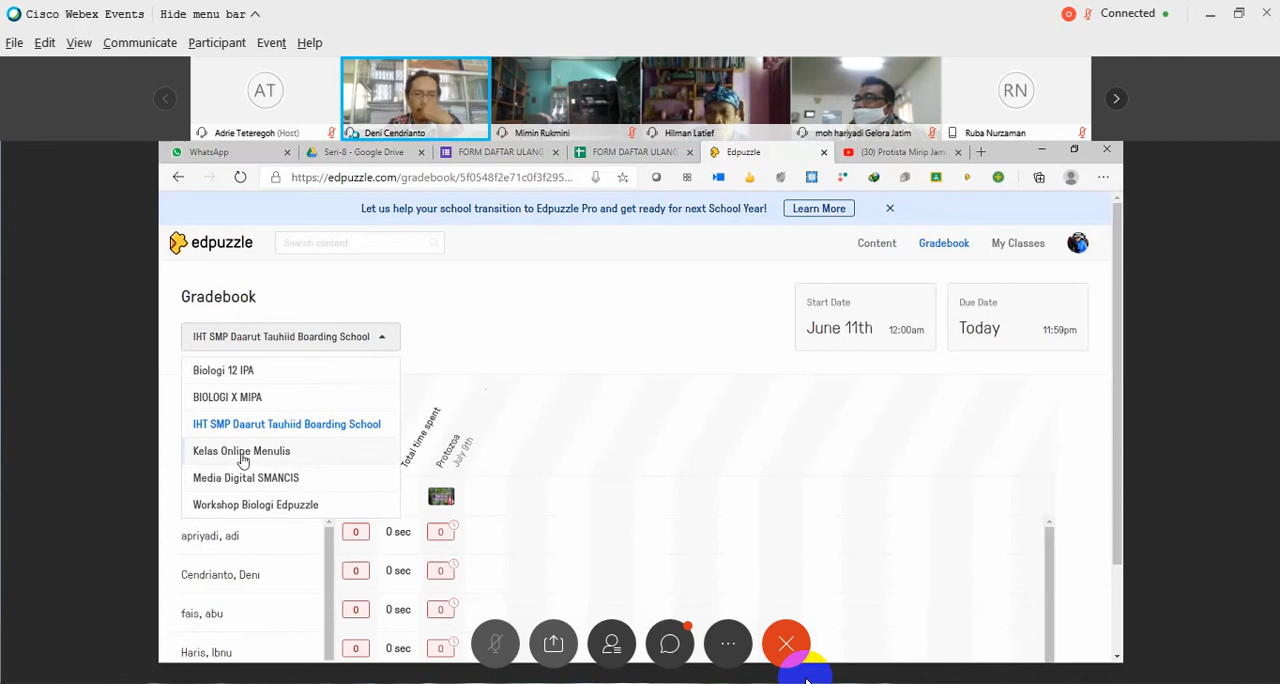 Cisco Webex Events Hide menu bar Connected
File Edit View Communicate Participant Event Help
AT
RN
Adrie Teteregoh (Host)
Deni Cendrianto
Mimin Rukmini
Hilman Latief
moh hariyadi Gelora Jatim
Ruba Nurzaman
WhatsApp
Seri-8 - Google Drive
FORM DAFTAR ULANG
FORM DAFTAR ULANG
Edpuzzle
(30) Protista Mirip Jam
https://edpuzzle.com/gradebook/5f0548f2e71c0f3f295...
Let us help your school transition to Edpuzzle Pro and get ready for next School Year! Learn More
edpuzzle
Search content
Content Gradebook My Classes
Gradebook
Start Date
June 11th 12:00am
Due Date
Today 11:59pm
IHT SMP Daarut Tauhiid Boarding School
Biologi 12 IPA
BIOLOGI X MIPA
IHT SMP Daarut Tauhiid Boarding School
Kelas Online Menulis
Media Digital SMANCIS
Workshop Biologi Edpuzzle
Total time spent
Protozoa
July 9th
apriyadi, adi 0 0 sec 0
Cendrianto, Deni 0 0 sec 0
fais, abu 0 0 sec 0
Haris, Ibnu 0 0 sec 0